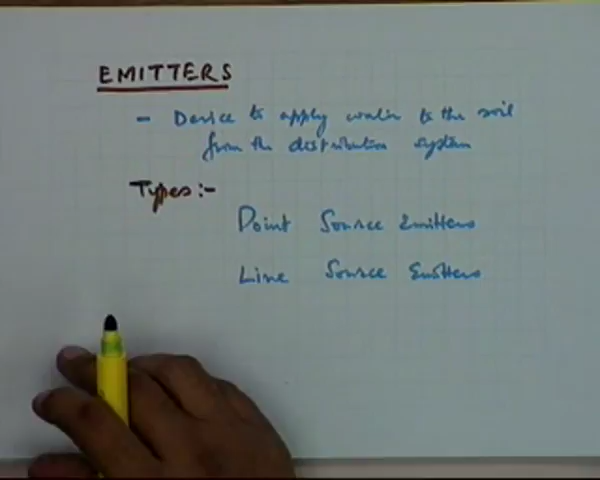 EMITTERS
- Device to apply water to the soil
from the distribution system
Types:-
Point Source Emitters
Line Source Emitters